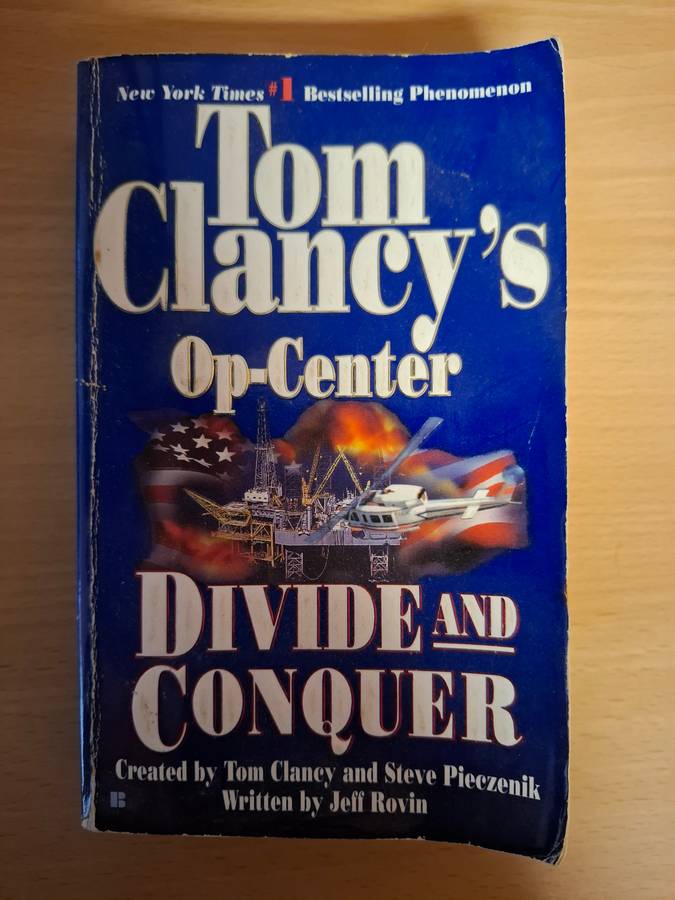 New York Times #1 Bestselling Phenomenon
Tom
Clancy's
Op-Center
DIVIDE AND
CONQUER
Created by Tom Clancy and Steve Pieczenik
Written by Jeff Rovin
B